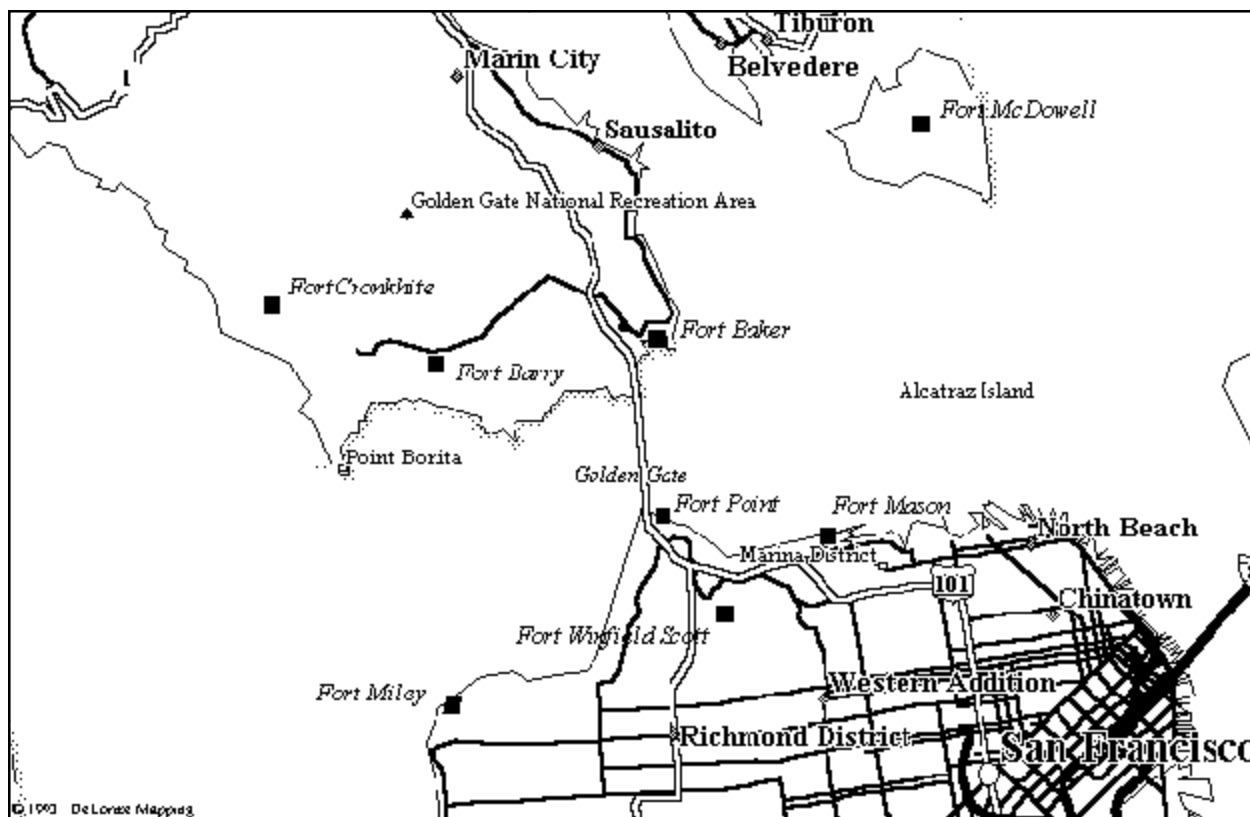 Tiburon
Marin City
Belvedere
Fort McDowell
Sausalito
Golden Gate National Recreation Area
Fort Cronkhite
Fort Baker
Fort Barry
Alcatraz Island
Point Borita
Golden Gate
Fort Point
Fort Mason
North Beach
Marina District
101
Chinatown
Fort Winfield Scott
Fort Miley
Western Addition
Richmond District
San Francisco
© 1993 DeLorme Mapping